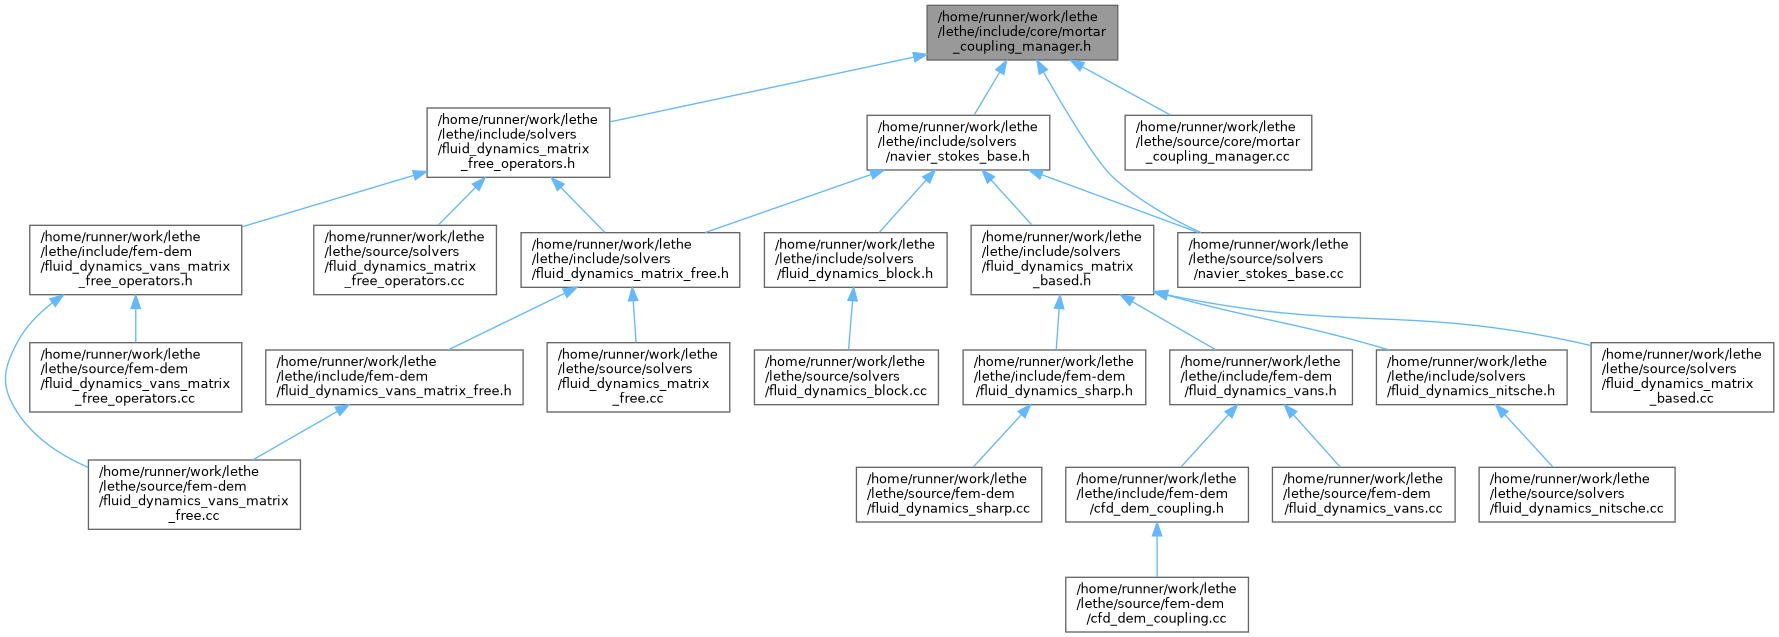 /home/runner/work/lethe
/lethe/include/core/mortar
_coupling_manager.h
/home/runner/work/lethe
/lethe/include/solvers
/fluid_dynamics_matrix
_free_operators.h
/home/runner/work/lethe
/lethe/include/solvers
/navier_stokes_base.h
/home/runner/work/lethe
/lethe/source/core/mortar
_coupling_manager.cc
/home/runner/work/lethe
/lethe/include/fem-dem
/fluid_dynamics_vans_matrix
_free_operators.h
/home/runner/work/lethe
/lethe/source/solvers
/fluid_dynamics_matrix
_free_operators.cc
/home/runner/work/lethe
/lethe/include/solvers
/fluid_dynamics_matrix_free.h
/home/runner/work/lethe
/lethe/include/solvers
/fluid_dynamics_block.h
/home/runner/work/lethe
/lethe/include/solvers
/fluid_dynamics_matrix
_based.h
/home/runner/work/lethe
/lethe/source/solvers
/navier_stokes_base.cc
/home/runner/work/lethe
/lethe/source/fem-dem
/fluid_dynamics_vans_matrix
_free_operators.cc
/home/runner/work/lethe
/lethe/include/fem-dem
/fluid_dynamics_vans_matrix_free.h
/home/runner/work/lethe
/lethe/source/solvers
/fluid_dynamics_matrix
_free.cc
/home/runner/work/lethe
/lethe/source/solvers
/fluid_dynamics_block.cc
/home/runner/work/lethe
/lethe/include/fem-dem
/fluid_dynamics_sharp.h
/home/runner/work/lethe
/lethe/include/fem-dem
/fluid_dynamics_vans.h
/home/runner/work/lethe
/lethe/include/solvers
/fluid_dynamics_nitsche.h
/home/runner/work/lethe
/lethe/source/solvers
/fluid_dynamics_matrix
_based.cc
/home/runner/work/lethe
/lethe/source/fem-dem
/fluid_dynamics_vans_matrix
_free.cc
/home/runner/work/lethe
/lethe/source/fem-dem
/fluid_dynamics_sharp.cc
/home/runner/work/lethe
/lethe/include/fem-dem
/cfd_dem_coupling.h
/home/runner/work/lethe
/lethe/source/fem-dem
/fluid_dynamics_vans.cc
/home/runner/work/lethe
/lethe/source/solvers
/fluid_dynamics_nitsche.cc
/home/runner/work/lethe
/lethe/source/fem-dem
/cfd_dem_coupling.cc